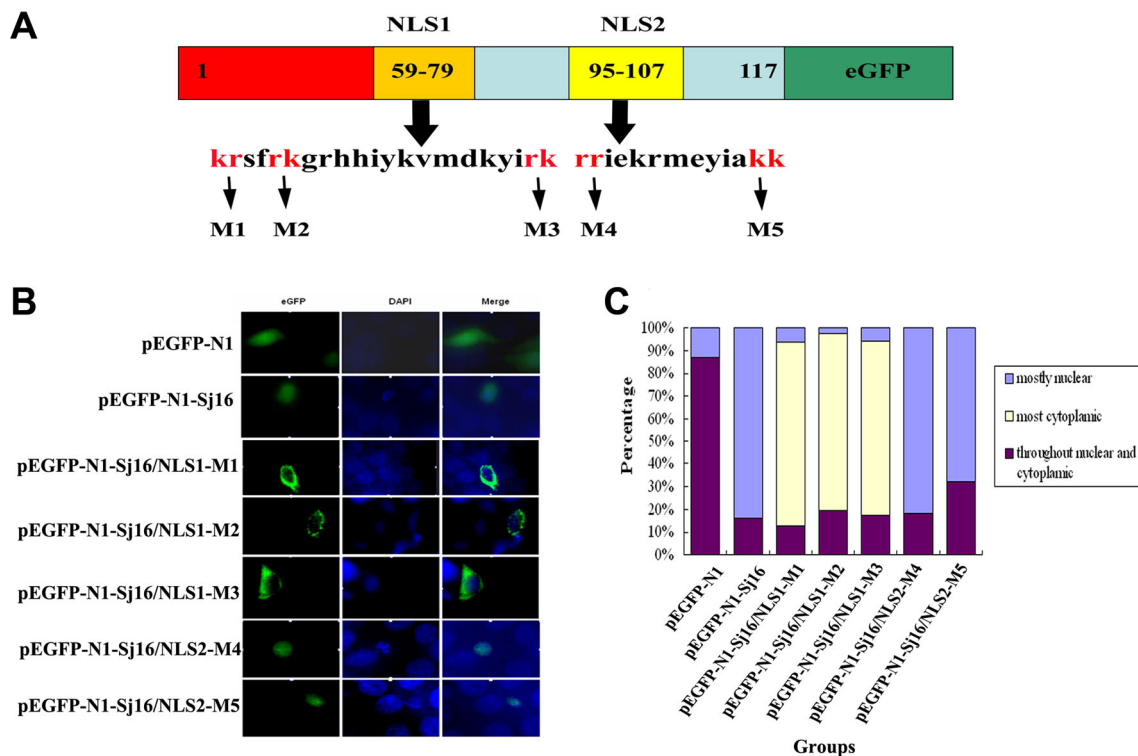 A
NLS1 NLS2
1 59-79 95-107 117 eGFP
krsfrkgrhhiykvmdkyirk rriekrmeyiakk
M1 M2 M3 M4 M5
B
eGFP DAPI Merge
pEGFP-N1
pEGFP-N1-Sj16
pEGFP-N1-Sj16/NLS1-M1
pEGFP-N1-Sj16/NLS1-M2
pEGFP-N1-Sj16/NLS1-M3
pEGFP-N1-Sj16/NLS2-M4
pEGFP-N1-Sj16/NLS2-M5
C
Percentage
100%
90%
80%
70%
60%
50%
40%
30%
20%
10%
0%
pEGFP-N1
pEGFP-N1-Sj16
pEGFP-N1-Sj16/NLS1-M1
pEGFP-N1-Sj16/NLS1-M2
pEGFP-N1-Sj16/NLS1-M3
pEGFP-N1-Sj16/NLS2-M4
pEGFP-N1-Sj16/NLS2-M5
Groups
mostly nuclear
most cytoplamic
throughout nuclear and
cytoplamic